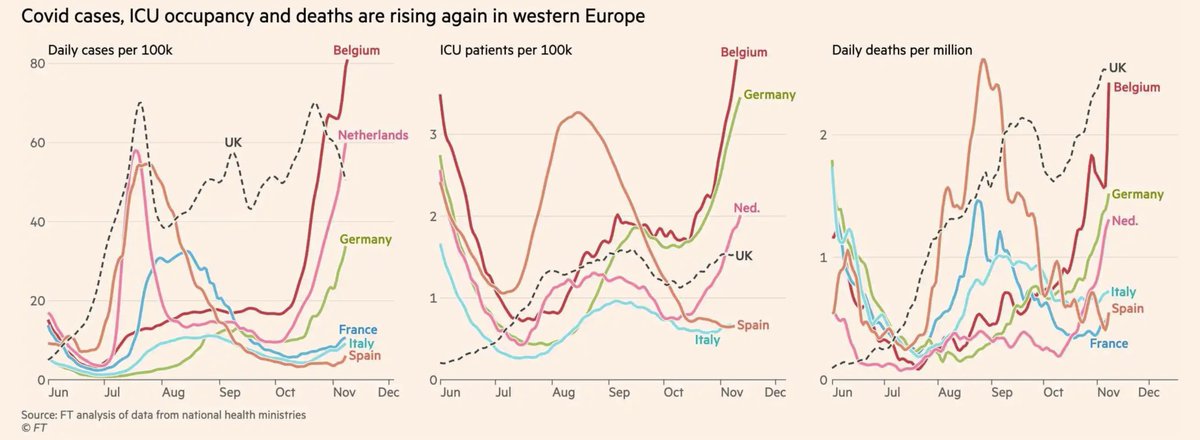 Covid cases, ICU occupancy and deaths are rising again in western Europe
Daily cases per 100k
80
60
40
20
0
Jun Jul Aug Sep Oct Nov Dec
Belgium
UK
Netherlands
Germany
France
Italy
Spain
ICU patients per 100k
3
2
1
0
Jun Jul Aug Sep Oct Nov Dec
Belgium
Germany
Ned.
UK
Spain
Italy
Daily deaths per million
2
1
0
Jun Jul Aug Sep Oct Nov Dec
UK
Belgium
Germany
Ned.
Italy
Spain
France
Source: FT analysis of data from national health ministries
© FT